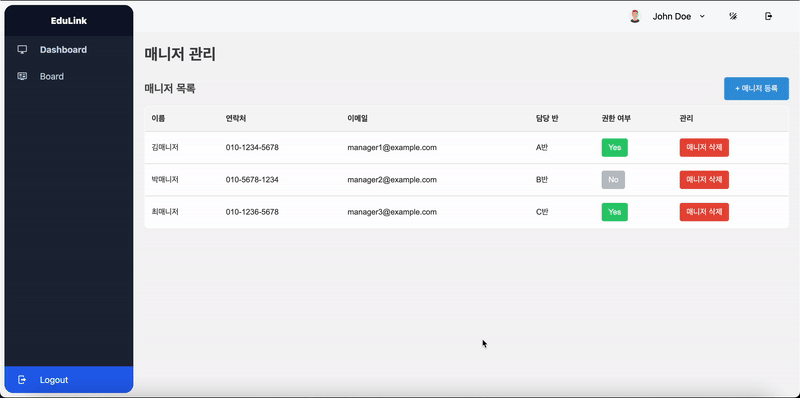 EduLink
John Doe
Dashboard
Board
매니저 관리
매니저 목록
+ 매니저 등록
이름 연락처 이메일 담당 반 권한 여부 관리
김매니저 010-1234-5678 manager1@example.com A반 Yes 매니저 삭제
박매니저 010-5678-1234 manager2@example.com B반 No 매니저 삭제
최매니저 010-1236-5678 manager3@example.com C반 Yes 매니저 삭제
Logout